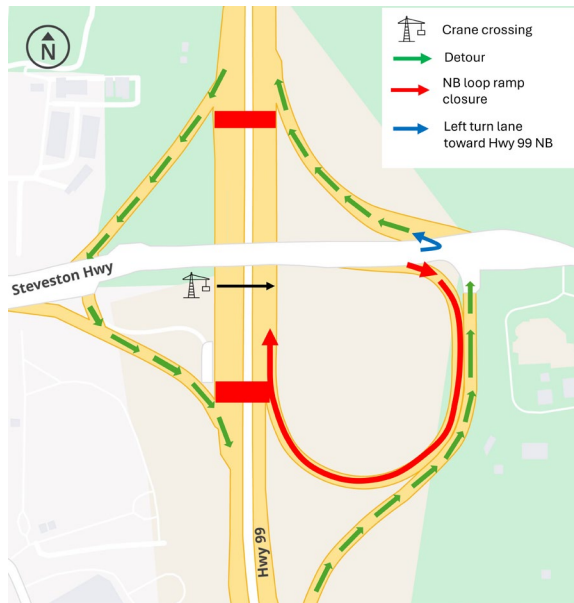 N
Crane crossing
Detour
NB loop ramp
closure
Left turn lane
toward Hwy 99 NB
Steveston Hwy
Hwy 99